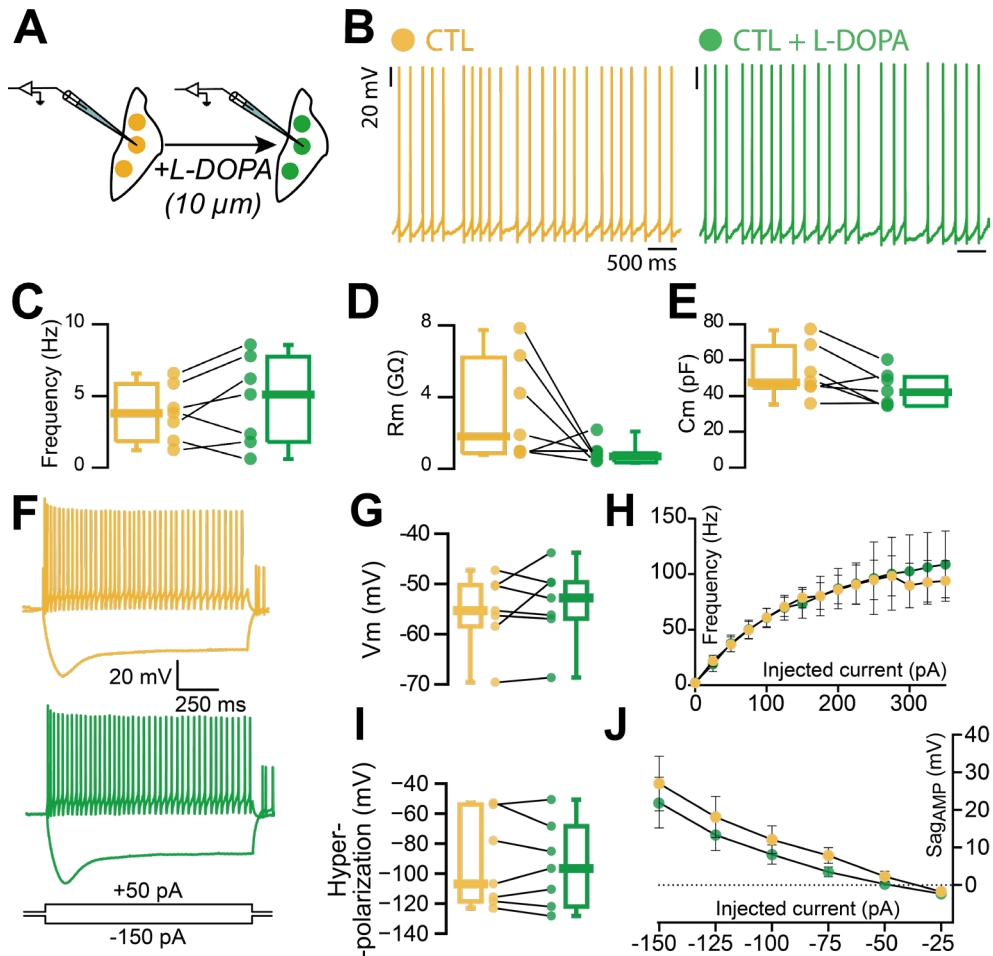 A
+L-DOPA
(10 µm)
B
CTL
CTL + L-DOPA
20 mV
500 ms
C
Frequency (Hz)
10
5
0
D
Rm (GΩ)
8
4
0
E
Cm (pF)
80
60
40
20
0
F
20 mV
250 ms
+50 pA
-150 pA
G
Vm (mV)
-40
-50
-60
-70
H
Frequency (Hz)
150
100
50
0
Injected current (pA)
0 100 200 300
I
Hyper-
-polarization (mV)
-40
-60
-80
-100
-120
-140
J
SagAMP (mV)
40
30
20
10
0
Injected current (pA)
-150 -125 -100 -75 -50 -25